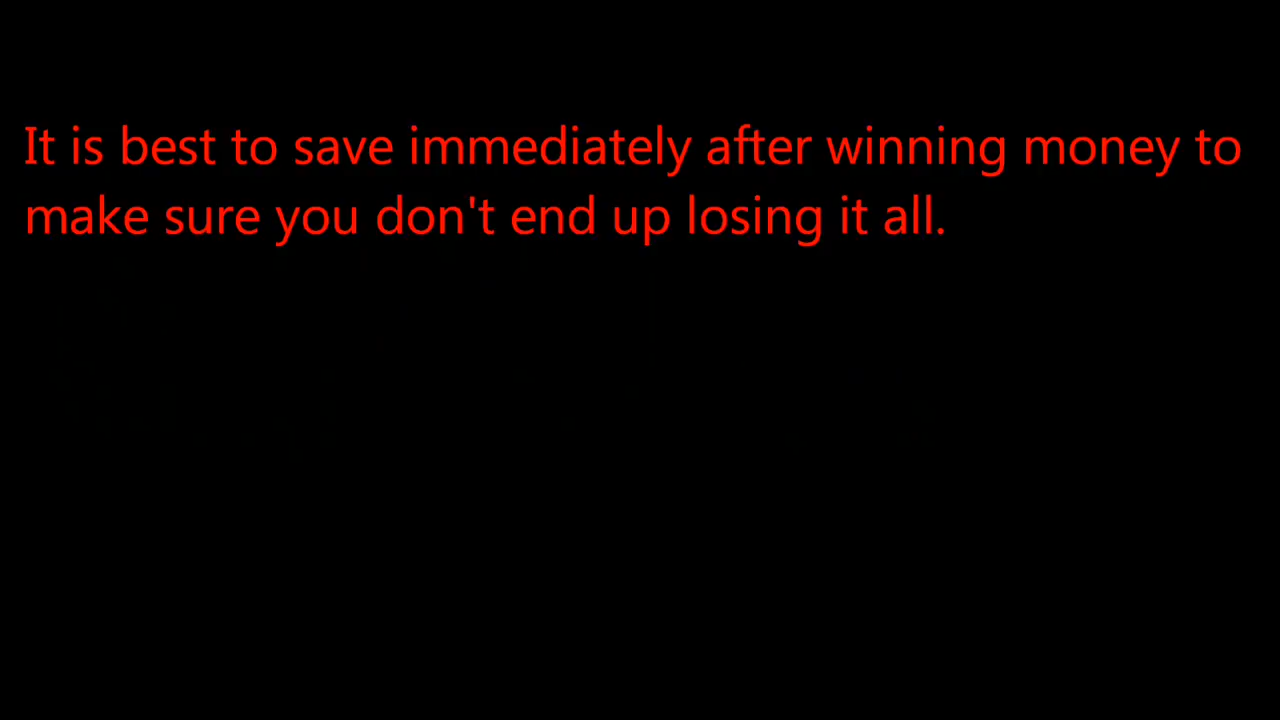 It is best to save immediately after winning money to
make sure you don't end up losing it all.